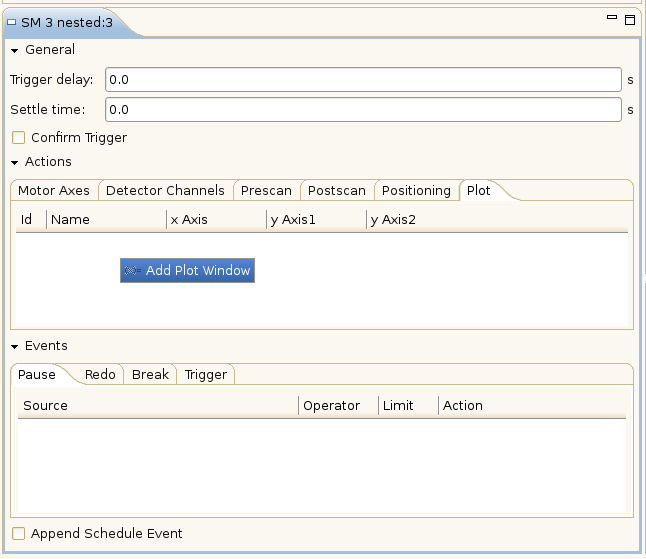 SM 3 nested:3
General
Trigger delay: 0.0 s
Settle time: 0.0 s
Confirm Trigger
Actions
Motor Axes Detector Channels Prescan Postscan Positioning Plot
Id Name x Axis y Axis1 y Axis2
Add Plot Window
Events
Pause Redo Break Trigger
Source Operator Limit Action
Append Schedule Event